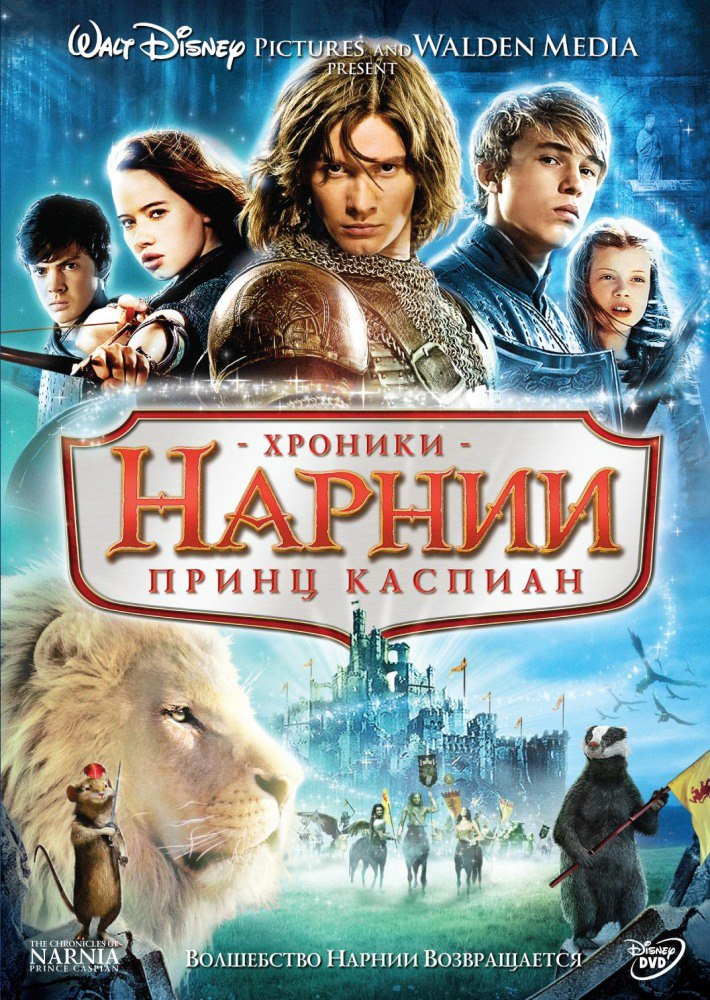 WALT DISNEY PICTURES AND WALDEN MEDIA
PRESENT
- ХРОНИКИ -
НАРНИИ
ПРИНЦ КАСПИАН
THE CHRONICLES OF
NARNIA
PRINCE CASPIAN
ВОЛШЕБСТВО НАРНИИ ВОЗВРАЩАЕТСЯ
DISNEY
DVD